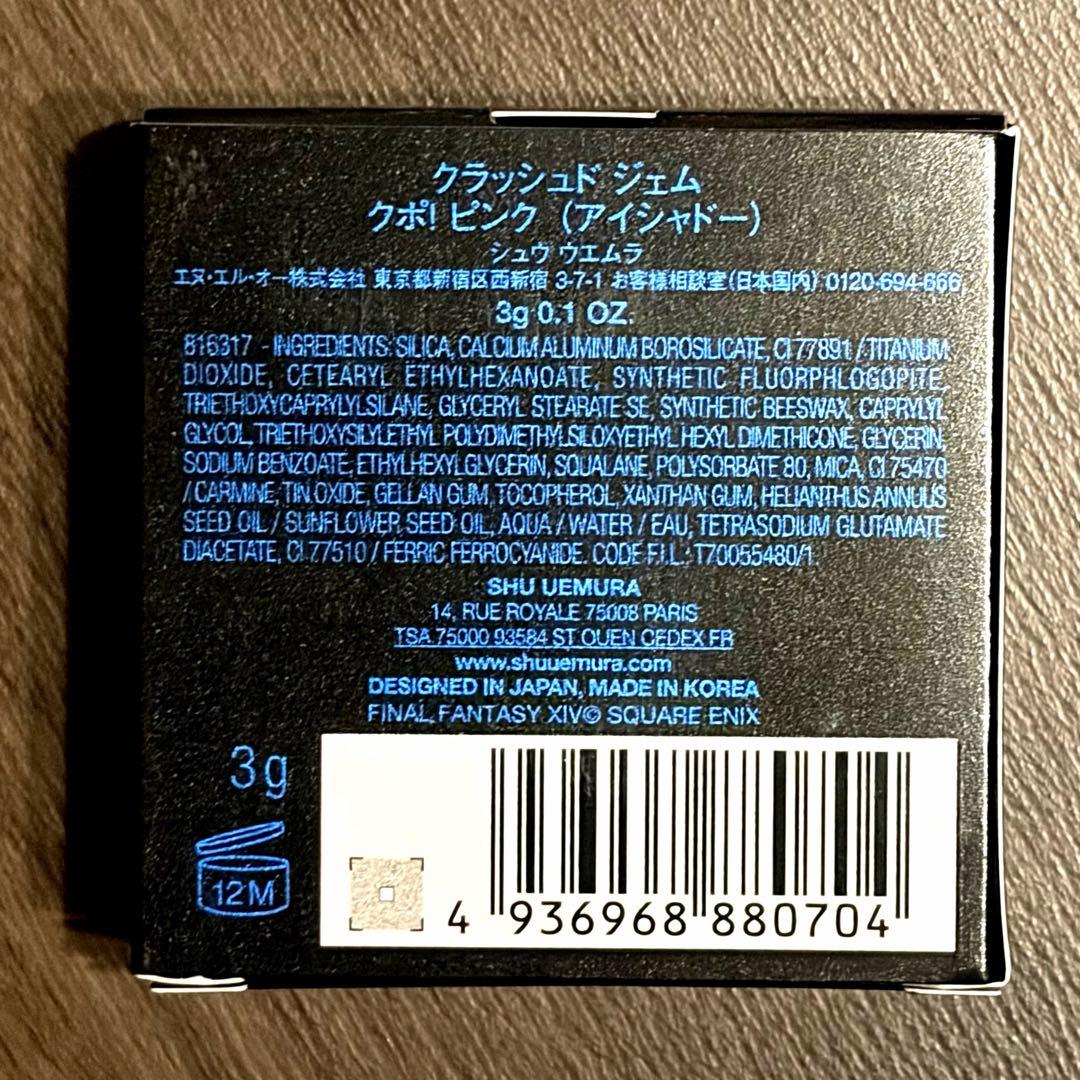 クラッシュド ジェム
クポ! ピンク (アイシャドー)
シュウ ウエムラ
エヌ・エル・オー株式会社 東京都新宿区西新宿 3-7-1 お客様相談室(日本国内) 0120-694-666
3g 0.1 OZ.
816317 - INGREDIENTS: SILICA, CALCIUM ALUMINUM BOROSILICATE, CI 77891 / TITANIUM
DIOXIDE, CETEARYL ETHYLHEXANOATE, SYNTHETIC FLUORPHLOGOPITE,
TRIETHOXYCAPRYLYLSILANE, GLYCERYL STEARATE SE, SYNTHETIC BEESWAX, CAPRYLYL
GLYCOL, TRIETHOXYSILYLETHYL POLYDIMETHYLSILOXYETHYL HEXYL DIMETHICONE, GLYCERIN,
SODIUM BENZOATE, ETHYLHEXYLGLYCERIN, SQUALANE, POLYSORBATE 80, MICA, CI 75470
/ CARMINE, TIN OXIDE, GELLAN GUM, TOCOPHEROL, XANTHAN GUM, HELIANTHUS ANNUUS
SEED OIL / SUNFLOWER SEED OIL, AQUA / WATER / EAU, TETRASODIUM GLUTAMATE
DIACETATE, CI 77510 / FERRIC FERROCYANIDE. CODE F.I.L.: T70055480/1.
SHU UEMURA
14, RUE ROYALE 75008 PARIS
TSA 75000 93584 ST OUEN CEDEX FR
www.shuuemura.com
DESIGNED IN JAPAN, MADE IN KOREA
FINAL FANTASY XIV© SQUARE ENIX
3g
12M
4 936968 880704